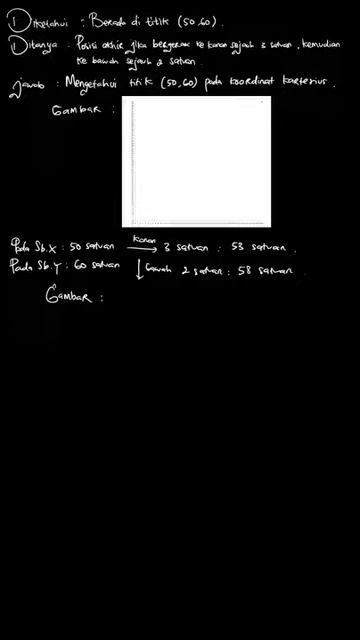 1) Diketahui : Berada di titik (50,60).
Ditanya : Posisi akhir jika bergerak ke kanan sejauh 3 satuan, kemudian
ke bawah sejauh 2 satuan.
Jawab : Mengetahui titik (50,60) pada koordinat kartesius.
Gambar :
Pada Sb.X : 50 satuan kanan → 3 satuan : 53 satuan.
Pada Sb.Y : 60 satuan ↓ bawah 2 satuan : 58 satuan.
Gambar :